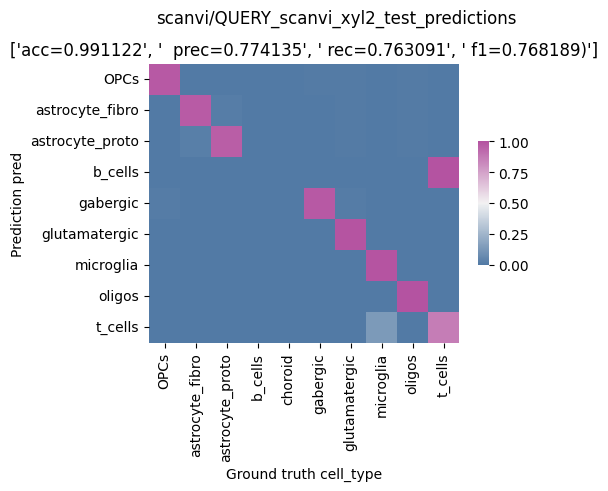 scanvi/QUERY_scanvi_xyl2_test_predictions
['acc=0.991122', '  prec=0.774135', ' rec=0.763091', ' f1=0.768189)']
Prediction pred
OPCs
astrocyte_fibro
astrocyte_proto
b_cells
gabergic
glutamatergic
microglia
oligos
t_cells
1.00
0.75
0.50
0.25
0.00
OPCs
astrocyte_fibro
astrocyte_proto
b_cells
choroid
gabergic
glutamatergic
microglia
oligos
t_cells
Ground truth cell_type